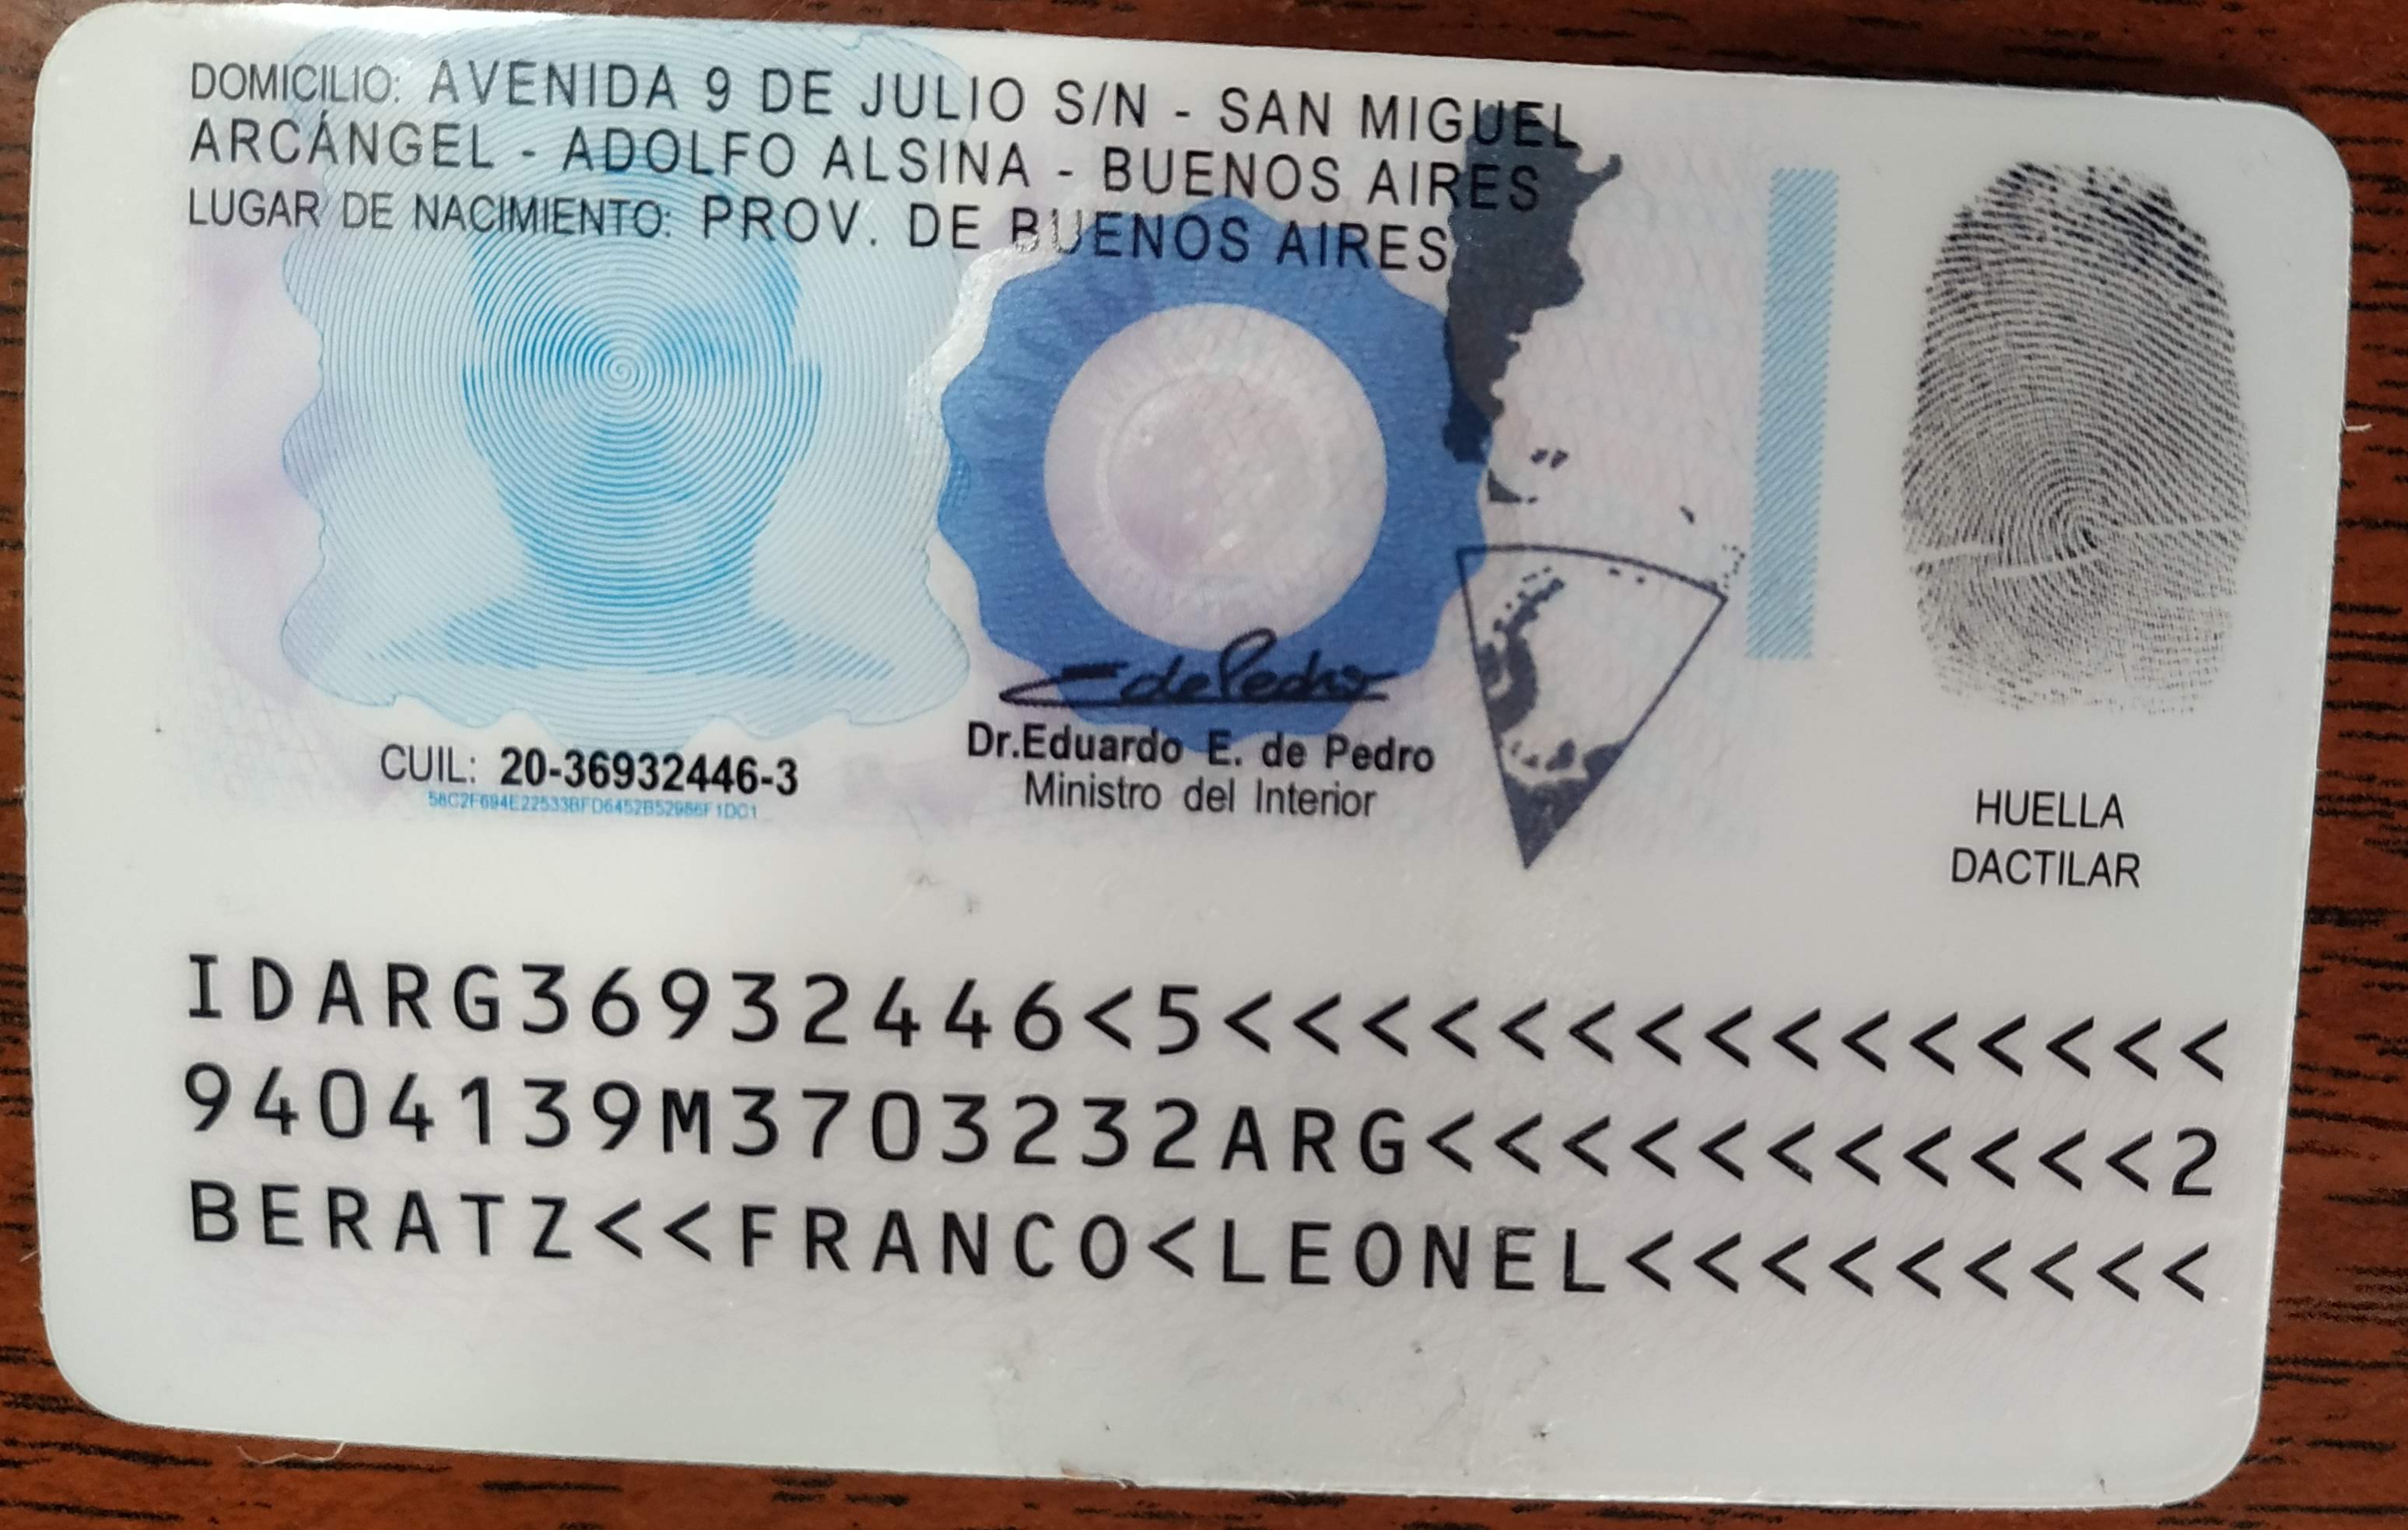 DOMICILIO: AVENIDA 9 DE JULIO S/N - SAN MIGUEL
ARCÁNGEL - ADOLFO ALSINA - BUENOS AIRES
LUGAR DE NACIMIENTO: PROV. DE BUENOS AIRES
E de Pedro
CUIL: 20-36932446-3
Dr.Eduardo E. de Pedro
Ministro del Interior
HUELLA
DACTILAR
IDARG36932446<5<<<<<<<<<<<<<<<
9404139M3703232ARG<<<<<<<<<<<2
BERATZ<<FRANCO<LEONEL<<<<<<<<<